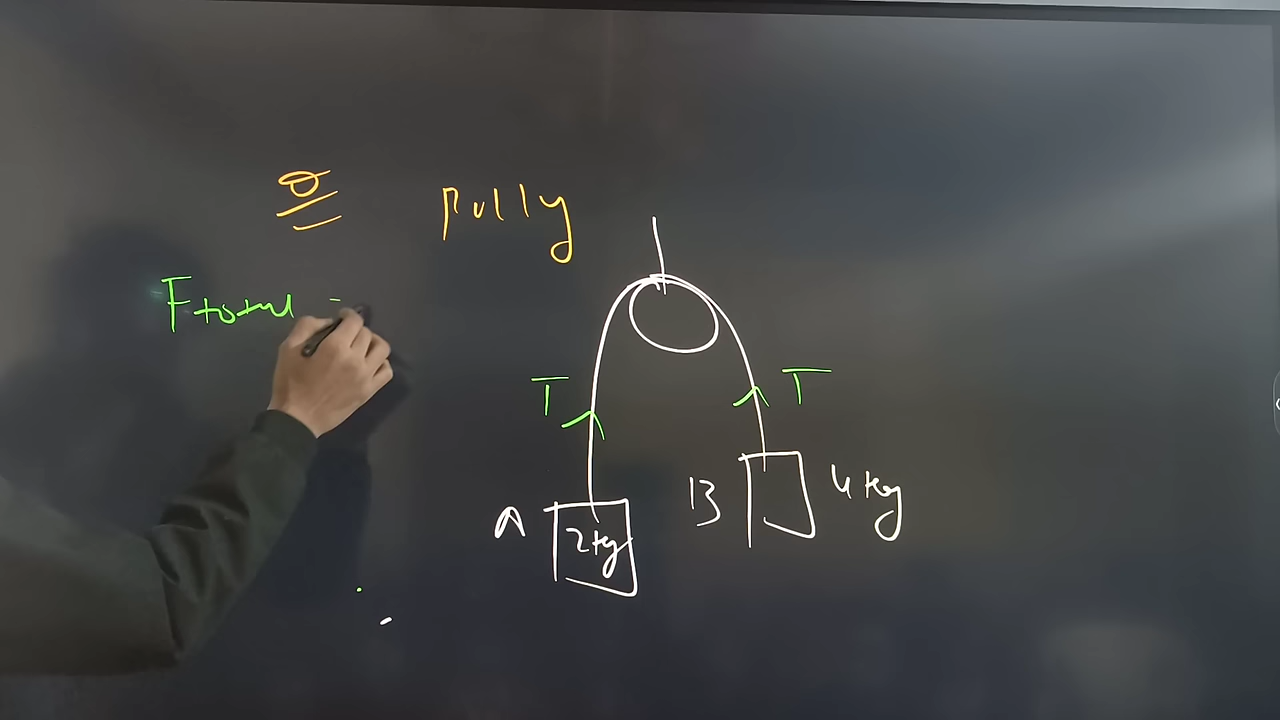 Pully
Ftotal =
T
T
A
2kg
B
4kg